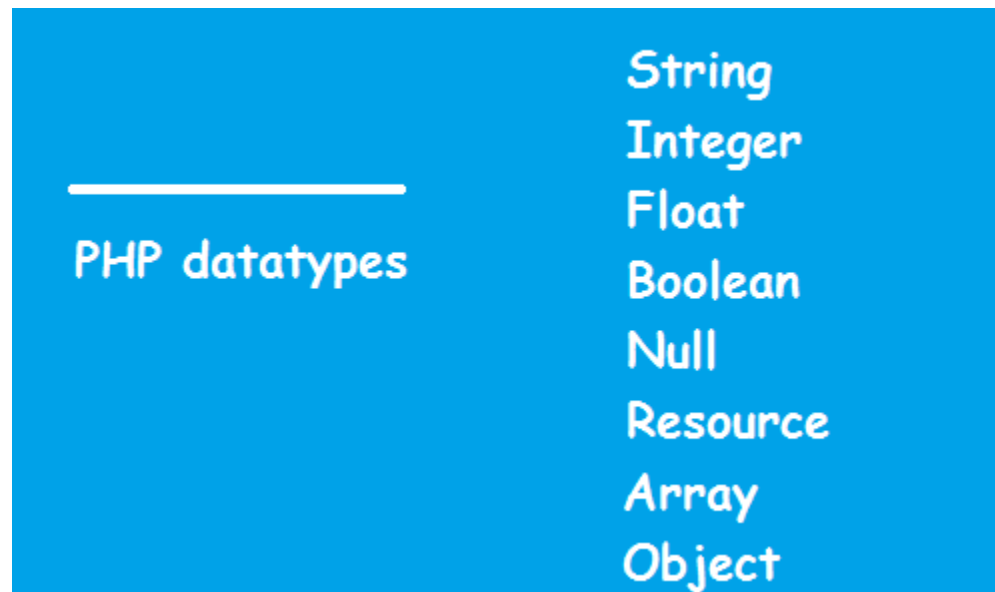 PHP datatypes
String
Integer
Float
Boolean
Null
Resource
Array
Object